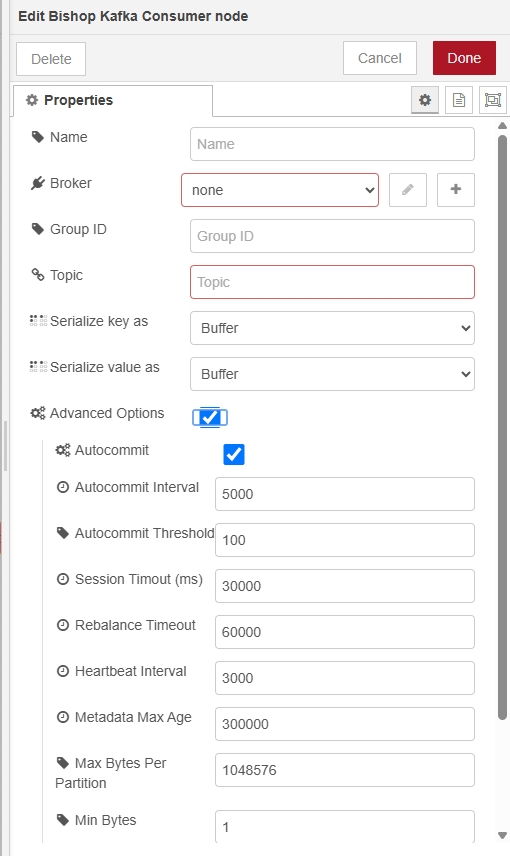 Edit Bishop Kafka Consumer node
Delete
Cancel
Done
Properties
Name
Name
Broker
none
Group ID
Group ID
Topic
Topic
Serialize key as
Buffer
Serialize value as
Buffer
Advanced Options
Autocommit
Autocommit Interval
5000
Autocommit Threshold
100
Session Timout (ms)
30000
Rebalance Timeout
60000
Heartbeat Interval
3000
Metadata Max Age
300000
Max Bytes Per
Partition
1048576
Min Bytes
1